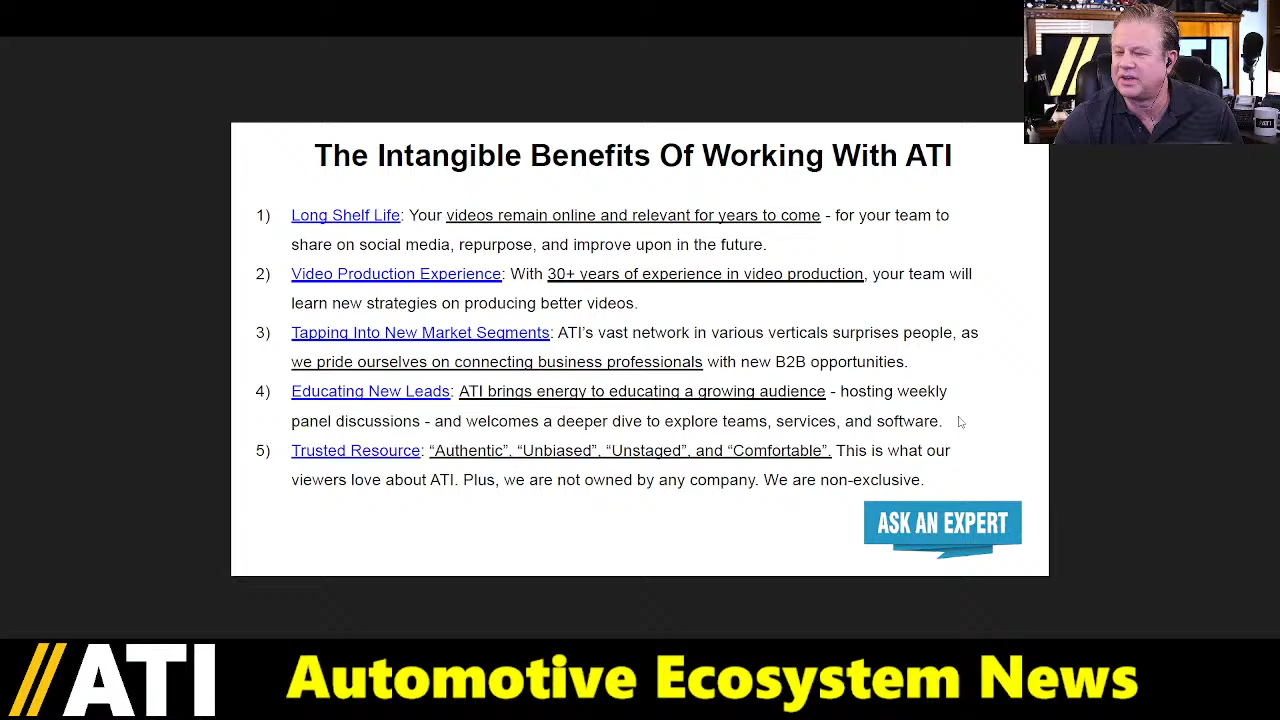 The Intangible Benefits Of Working With ATI
1) Long Shelf Life: Your videos remain online and relevant for years to come - for your team to
share on social media, repurpose, and improve upon in the future.
2) Video Production Experience: With 30+ years of experience in video production, your team will
learn new strategies on producing better videos.
3) Tapping Into New Market Segments: ATI’s vast network in various verticals surprises people, as
we pride ourselves on connecting business professionals with new B2B opportunities.
4) Educating New Leads: ATI brings energy to educating a growing audience - hosting weekly
panel discussions - and welcomes a deeper dive to explore teams, services, and software.
5) Trusted Resource: “Authentic”. “Unbiased”, “Unstaged”, and “Comfortable”. This is what our
viewers love about ATI. Plus, we are not owned by any company. We are non-exclusive.
ASK AN EXPERT
//ATI Automotive Ecosystem News